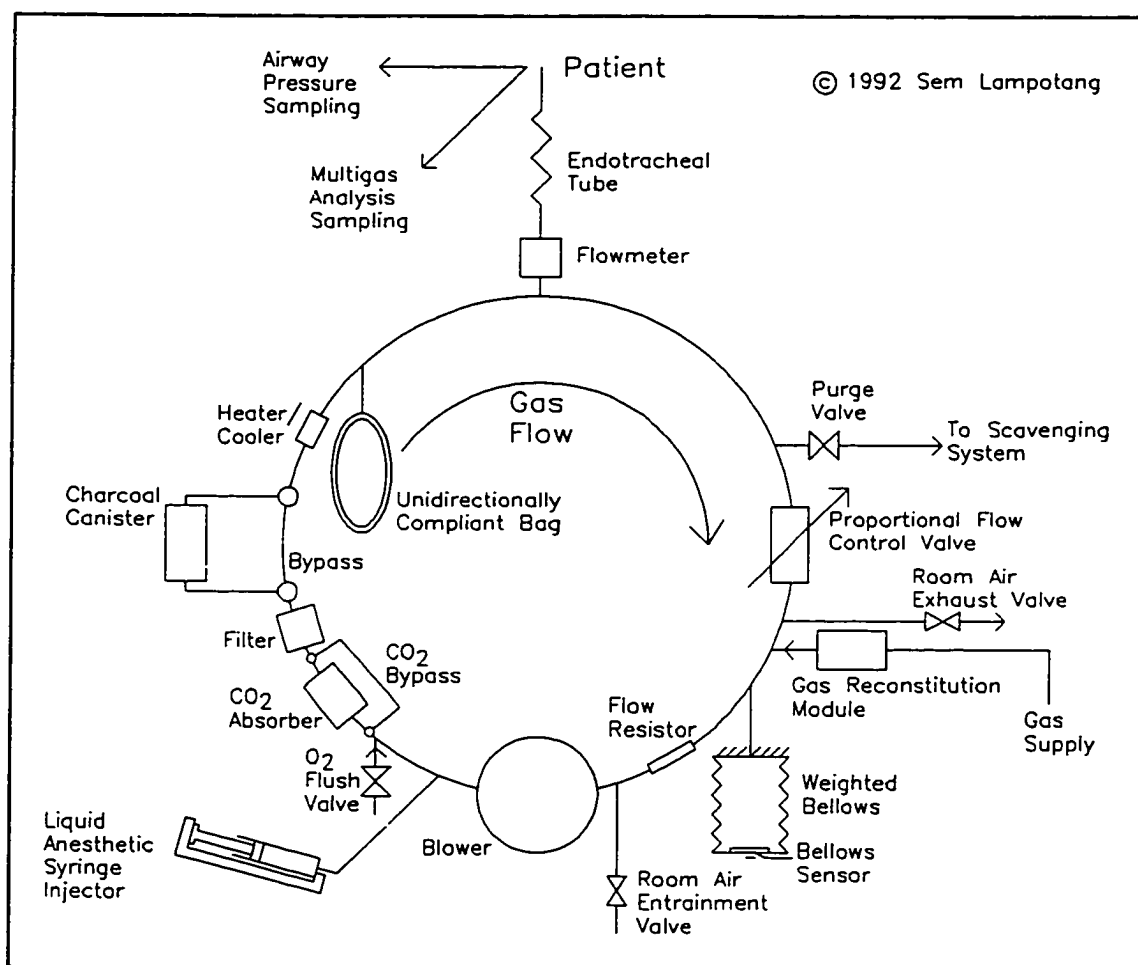 Airway
Pressure
Sampling
Patient
© 1992 Sem Lampotang
Multigas
Analysis
Sampling
Endotracheal
Tube
Flowmeter
Heater
Cooler
Gas
Flow
Purge
Valve
To Scavenging
System
Charcoal
Canister
Unidirectionally
Compliant Bag
Proportional Flow
Control Valve
Bypass
Room Air
Exhaust Valve
Filter
CO2
Bypass
CO2
Absorber
Gas Reconstitution
Module
Flow
Resistor
Gas
Supply
O2
Flush
Valve
Weighted
Bellows
Liquid
Anesthetic
Syringe
Injector
Blower
Bellows
Sensor
Room Air
Entrainment
Valve